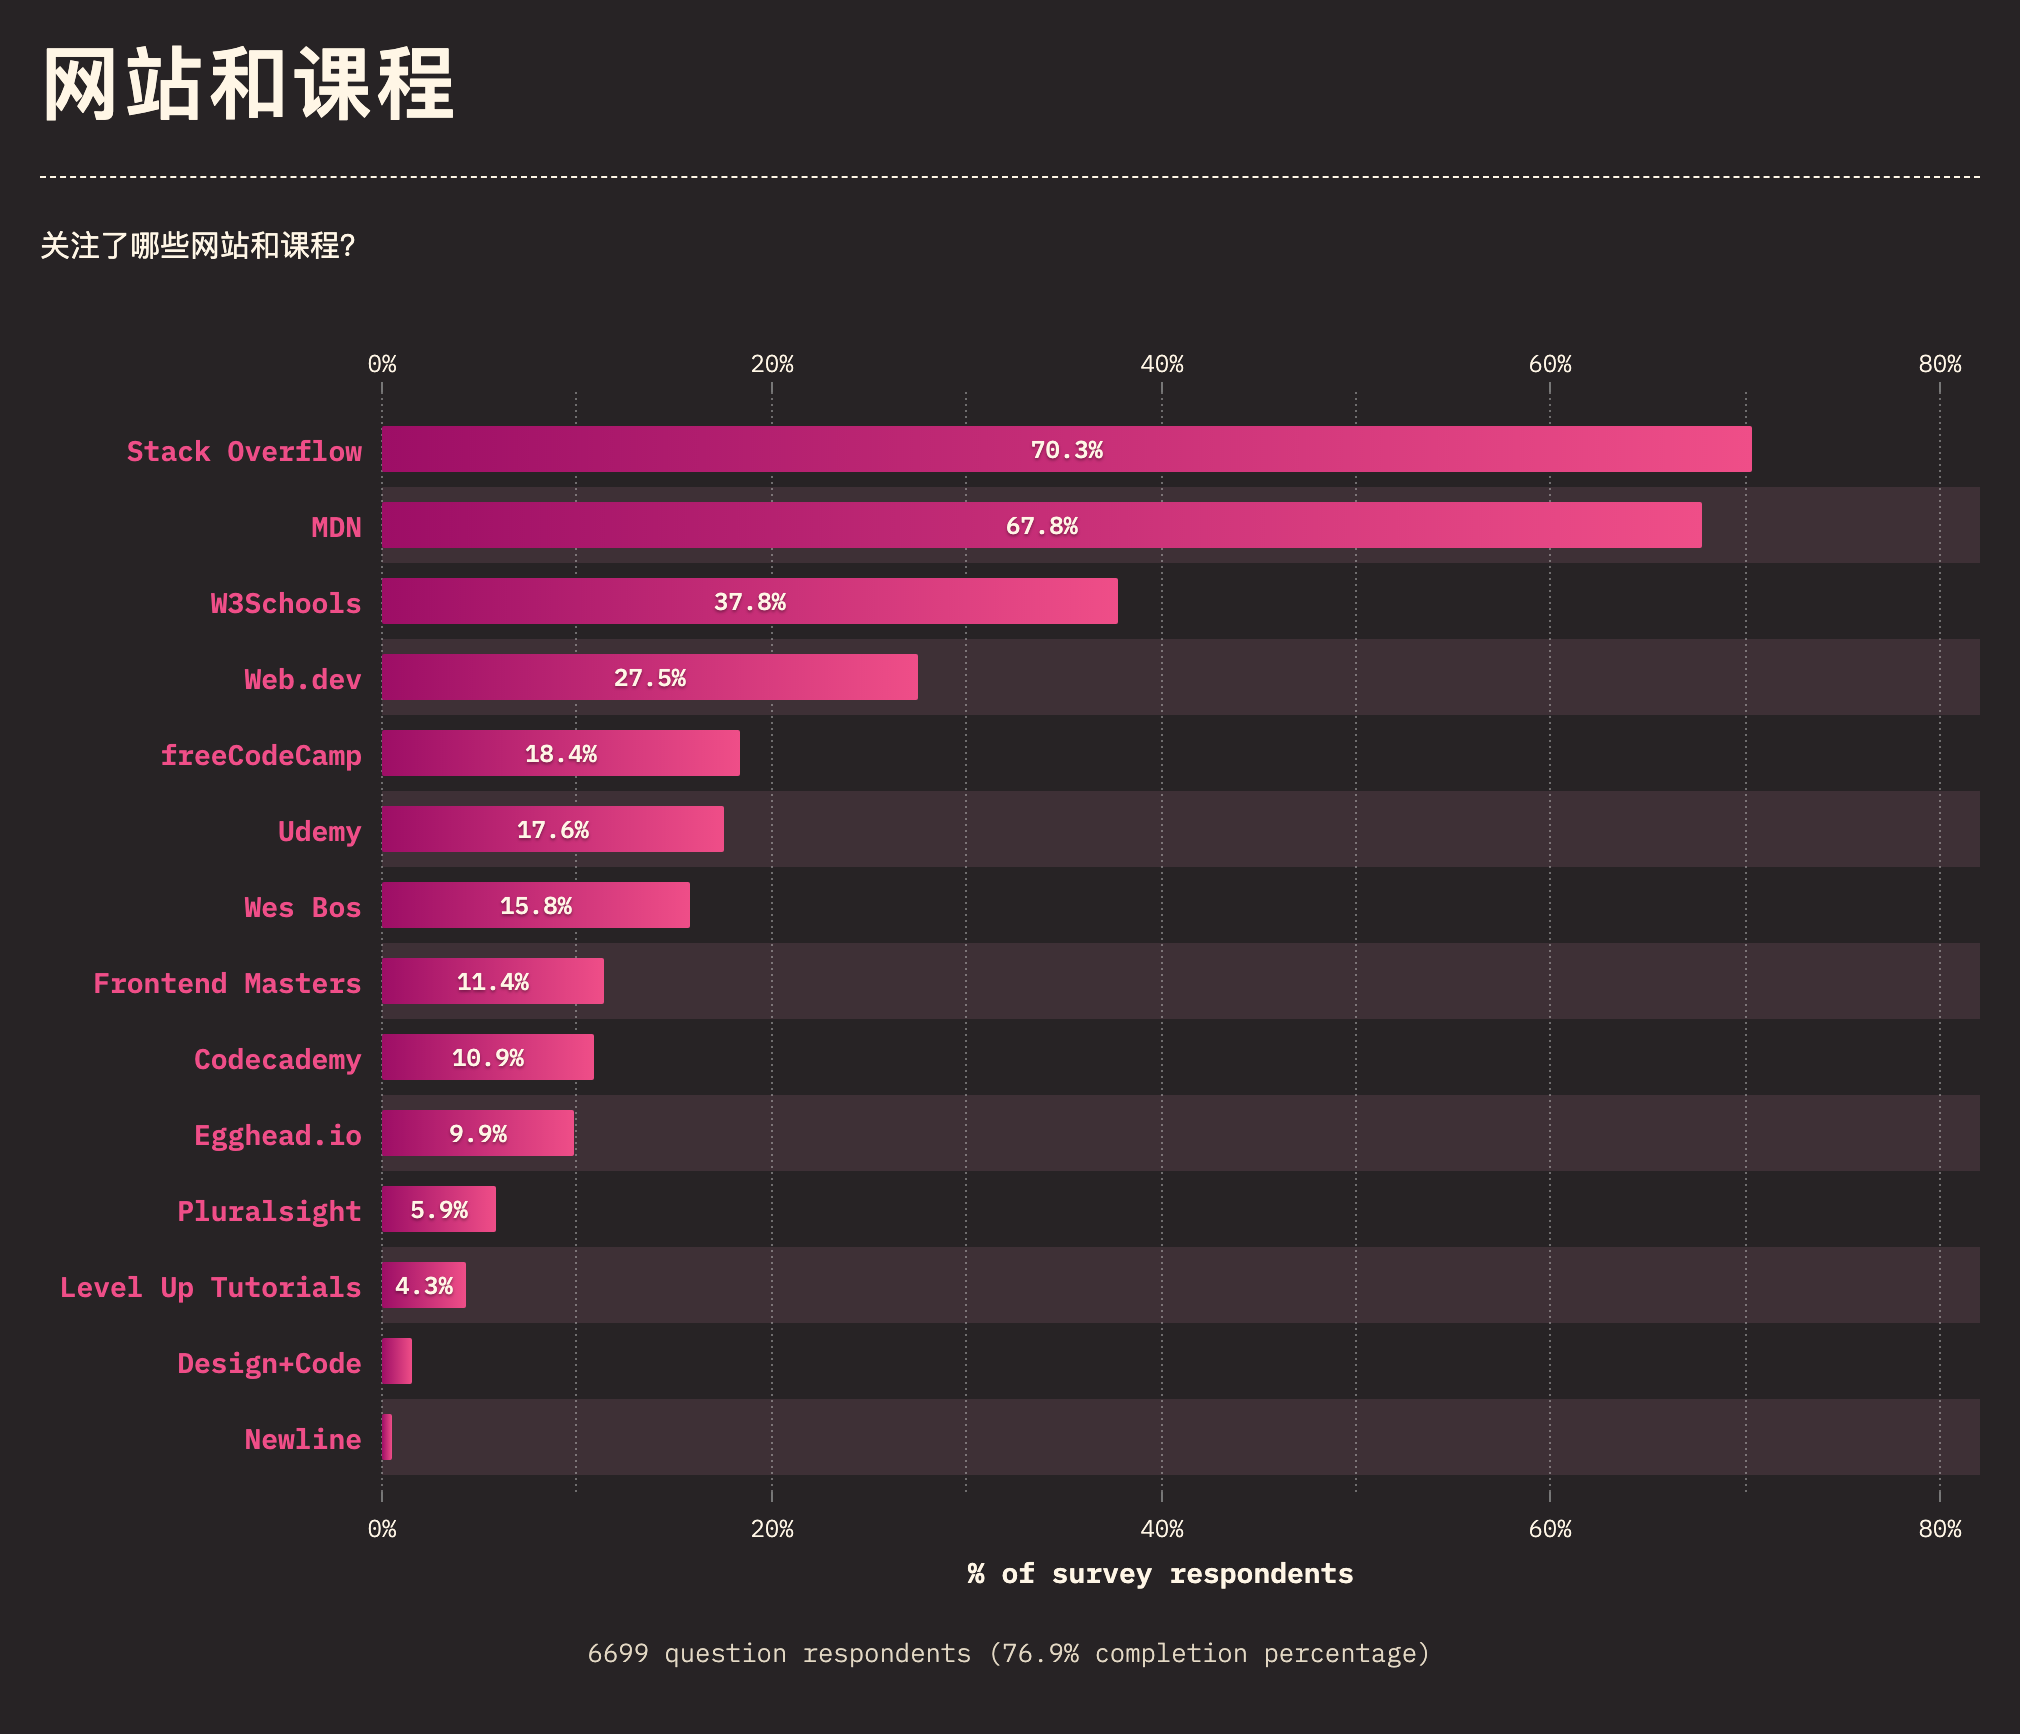 网站和课程
关注了哪些网站和课程?
0% 20% 40% 60% 80%
Stack Overflow 70.3%
MDN 67.8%
W3Schools 37.8%
Web.dev 27.5%
freeCodeCamp 18.4%
Udemy 17.6%
Wes Bos 15.8%
Frontend Masters 11.4%
Codecademy 10.9%
Egghead.io 9.9%
Pluralsight 5.9%
Level Up Tutorials 4.3%
Design+Code
Newline
0% 20% 40% 60% 80%
% of survey respondents
6699 question respondents (76.9% completion percentage)